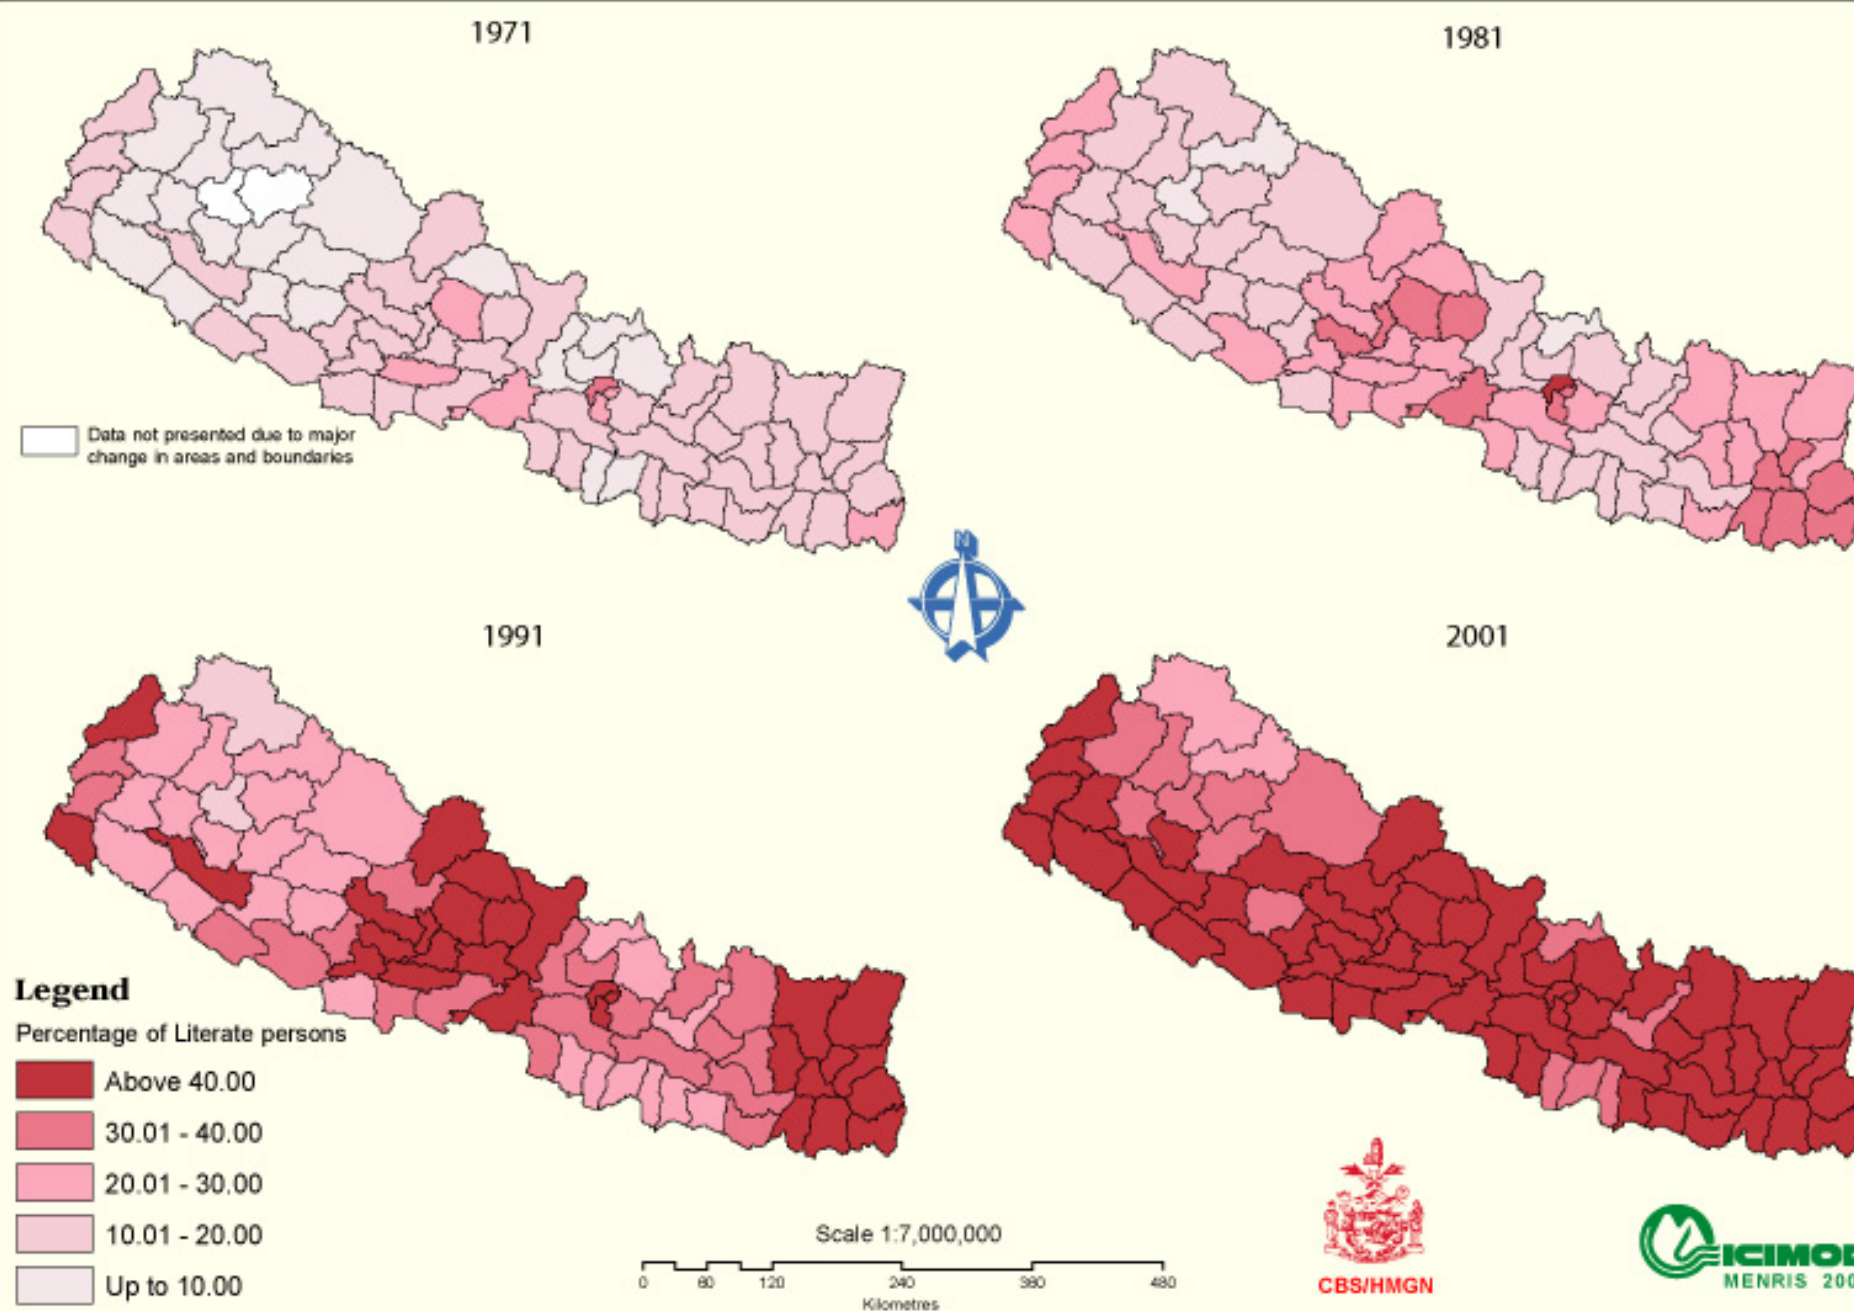 1971
1981
Data not presented due to major
change in areas and boundaries
N
1991
2001
Legend
Percentage of Literate persons
Above 40.00
30.01 - 40.00
20.01 - 30.00
10.01 - 20.00
Up to 10.00
Scale 1:7,000,000
0 60 120 240 360 480
Kilometres
CBS/HMGN
ICIMOD
MENRIS 200